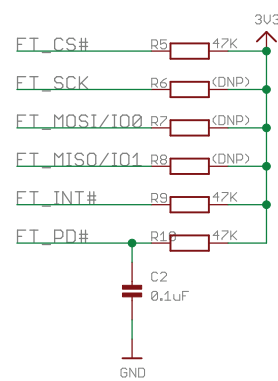 3V3
FT_CS# R5 47K
FT_SCK R6 (DNP)
FT_MOSI/IO0 R7 (DNP)
FT_MISO/IO1 R8 (DNP)
FT_INT# R9 47K
FT_PD# R10 47K
C2
0.1uF
GND